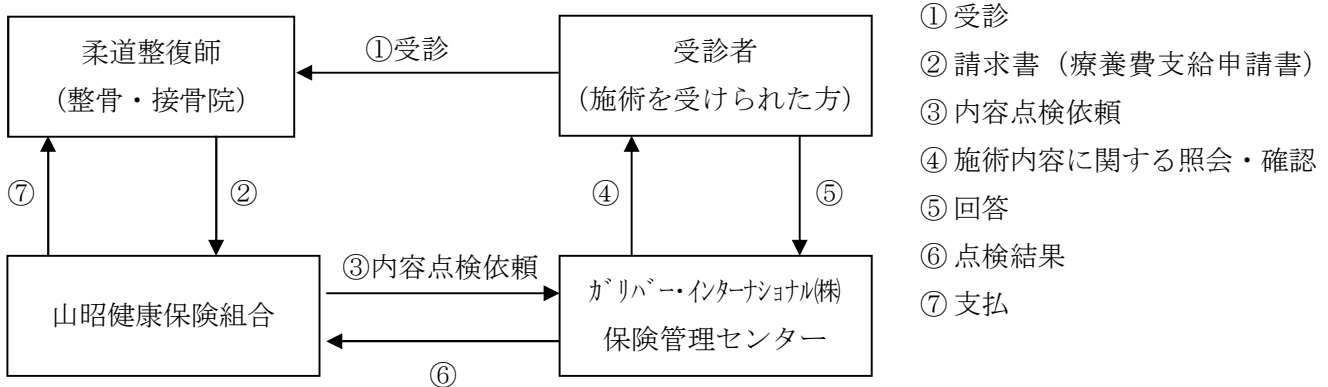 柔道整復師
(整骨・接骨院)
①受診
受診者
(施術を受けられた方)
⑦
②
④
⑤
山昭健康保険組合
③内容点検依頼
⑥
ガリバー・インターナショナル㈱
保険管理センター
① 受診
② 請求書（療養費支給申請書）
③ 内容点検依頼
④ 施術内容に関する照会・確認
⑤ 回答
⑥ 点検結果
⑦ 支払